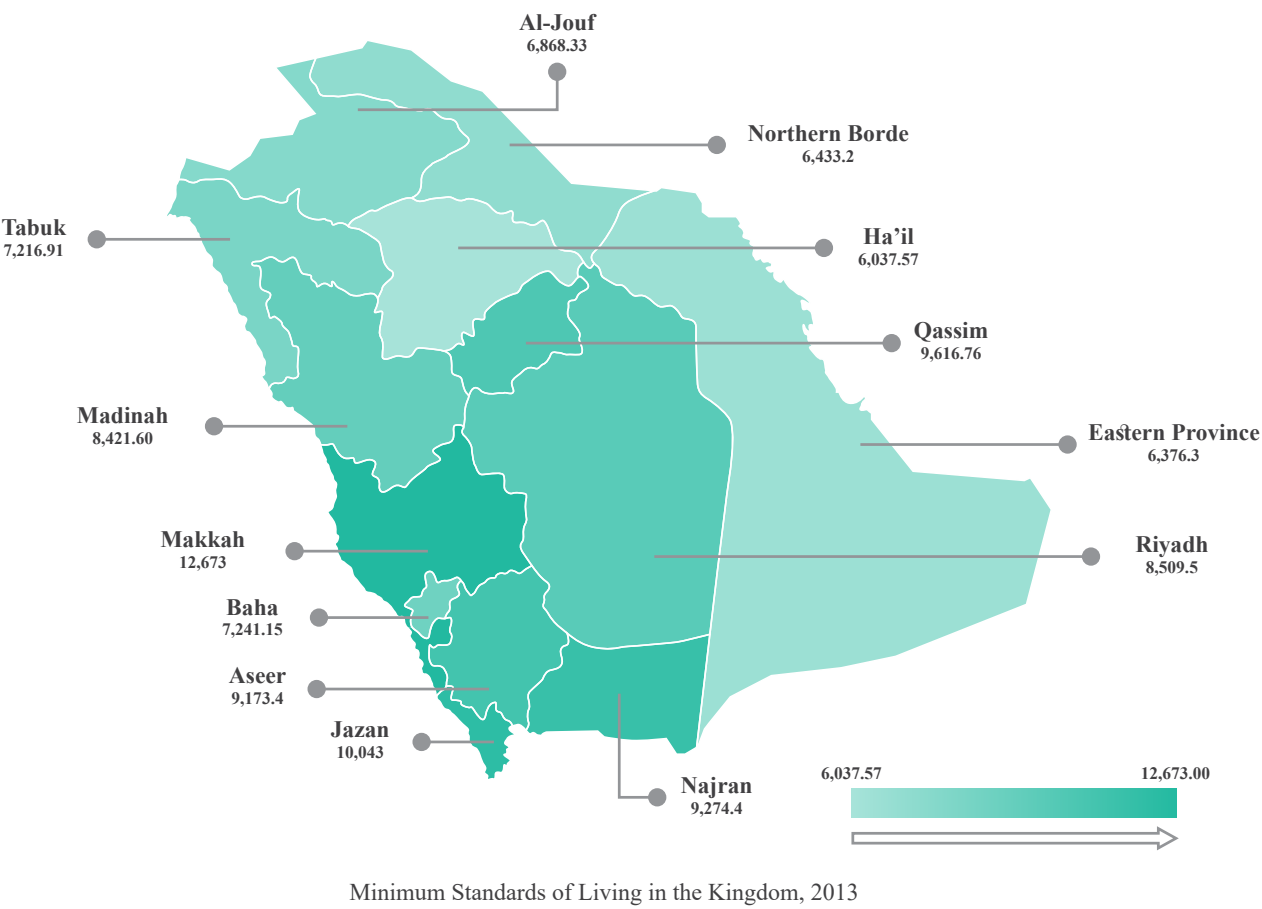 Al-Jouf
6,868.33
Northern Borde
6,433.2
Tabuk
7,216.91
Ha’il
6,037.57
Qassim
9,616.76
Madinah
8,421.60
Eastern Province
6,376.3
Makkah
12,673
Riyadh
8,509.5
Baha
7,241.15
Aseer
9,173.4
Jazan
10,043
Najran
9,274.4
6,037.57
12,673.00
Minimum Standards of Living in the Kingdom, 2013